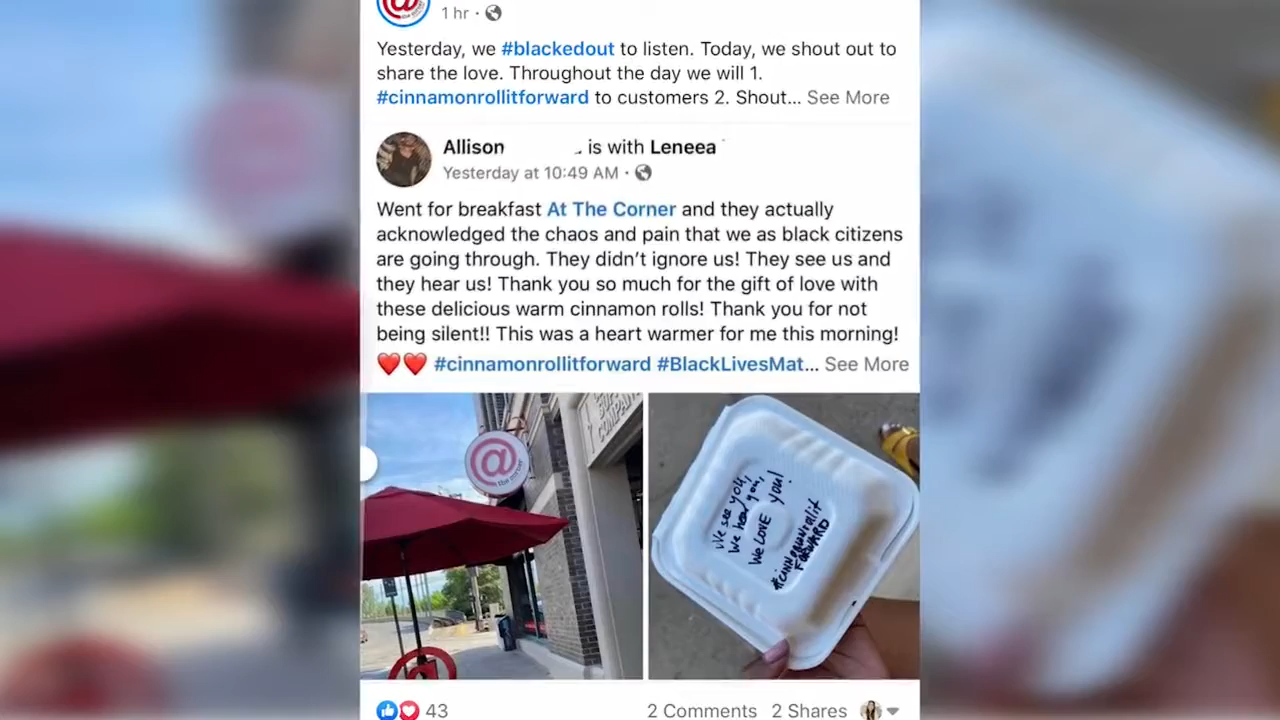 @
1 hr ·
Yesterday, we #blackedout to listen. Today, we shout out to
share the love. Throughout the day we will 1.
#cinnamonrollitforward to customers 2. Shout... See More
Allison is with Leneea
Yesterday at 10:49 AM ·
Went for breakfast At The Corner and they actually
acknowledged the chaos and pain that we as black citizens
are going through. They didn't ignore us! They see us and
they hear us! Thank you so much for the gift of love with
these delicious warm cinnamon rolls! Thank you for not
being silent!! This was a heart warmer for me this morning!
❤️❤️ #cinnamonrollitforward #BlackLivesMat... See More
COMPANY
@
the corner
@
We see you,
We hear you,
We LOVE you!
#cinnamonrollit
FORWARD
43
2 Comments 2 Shares